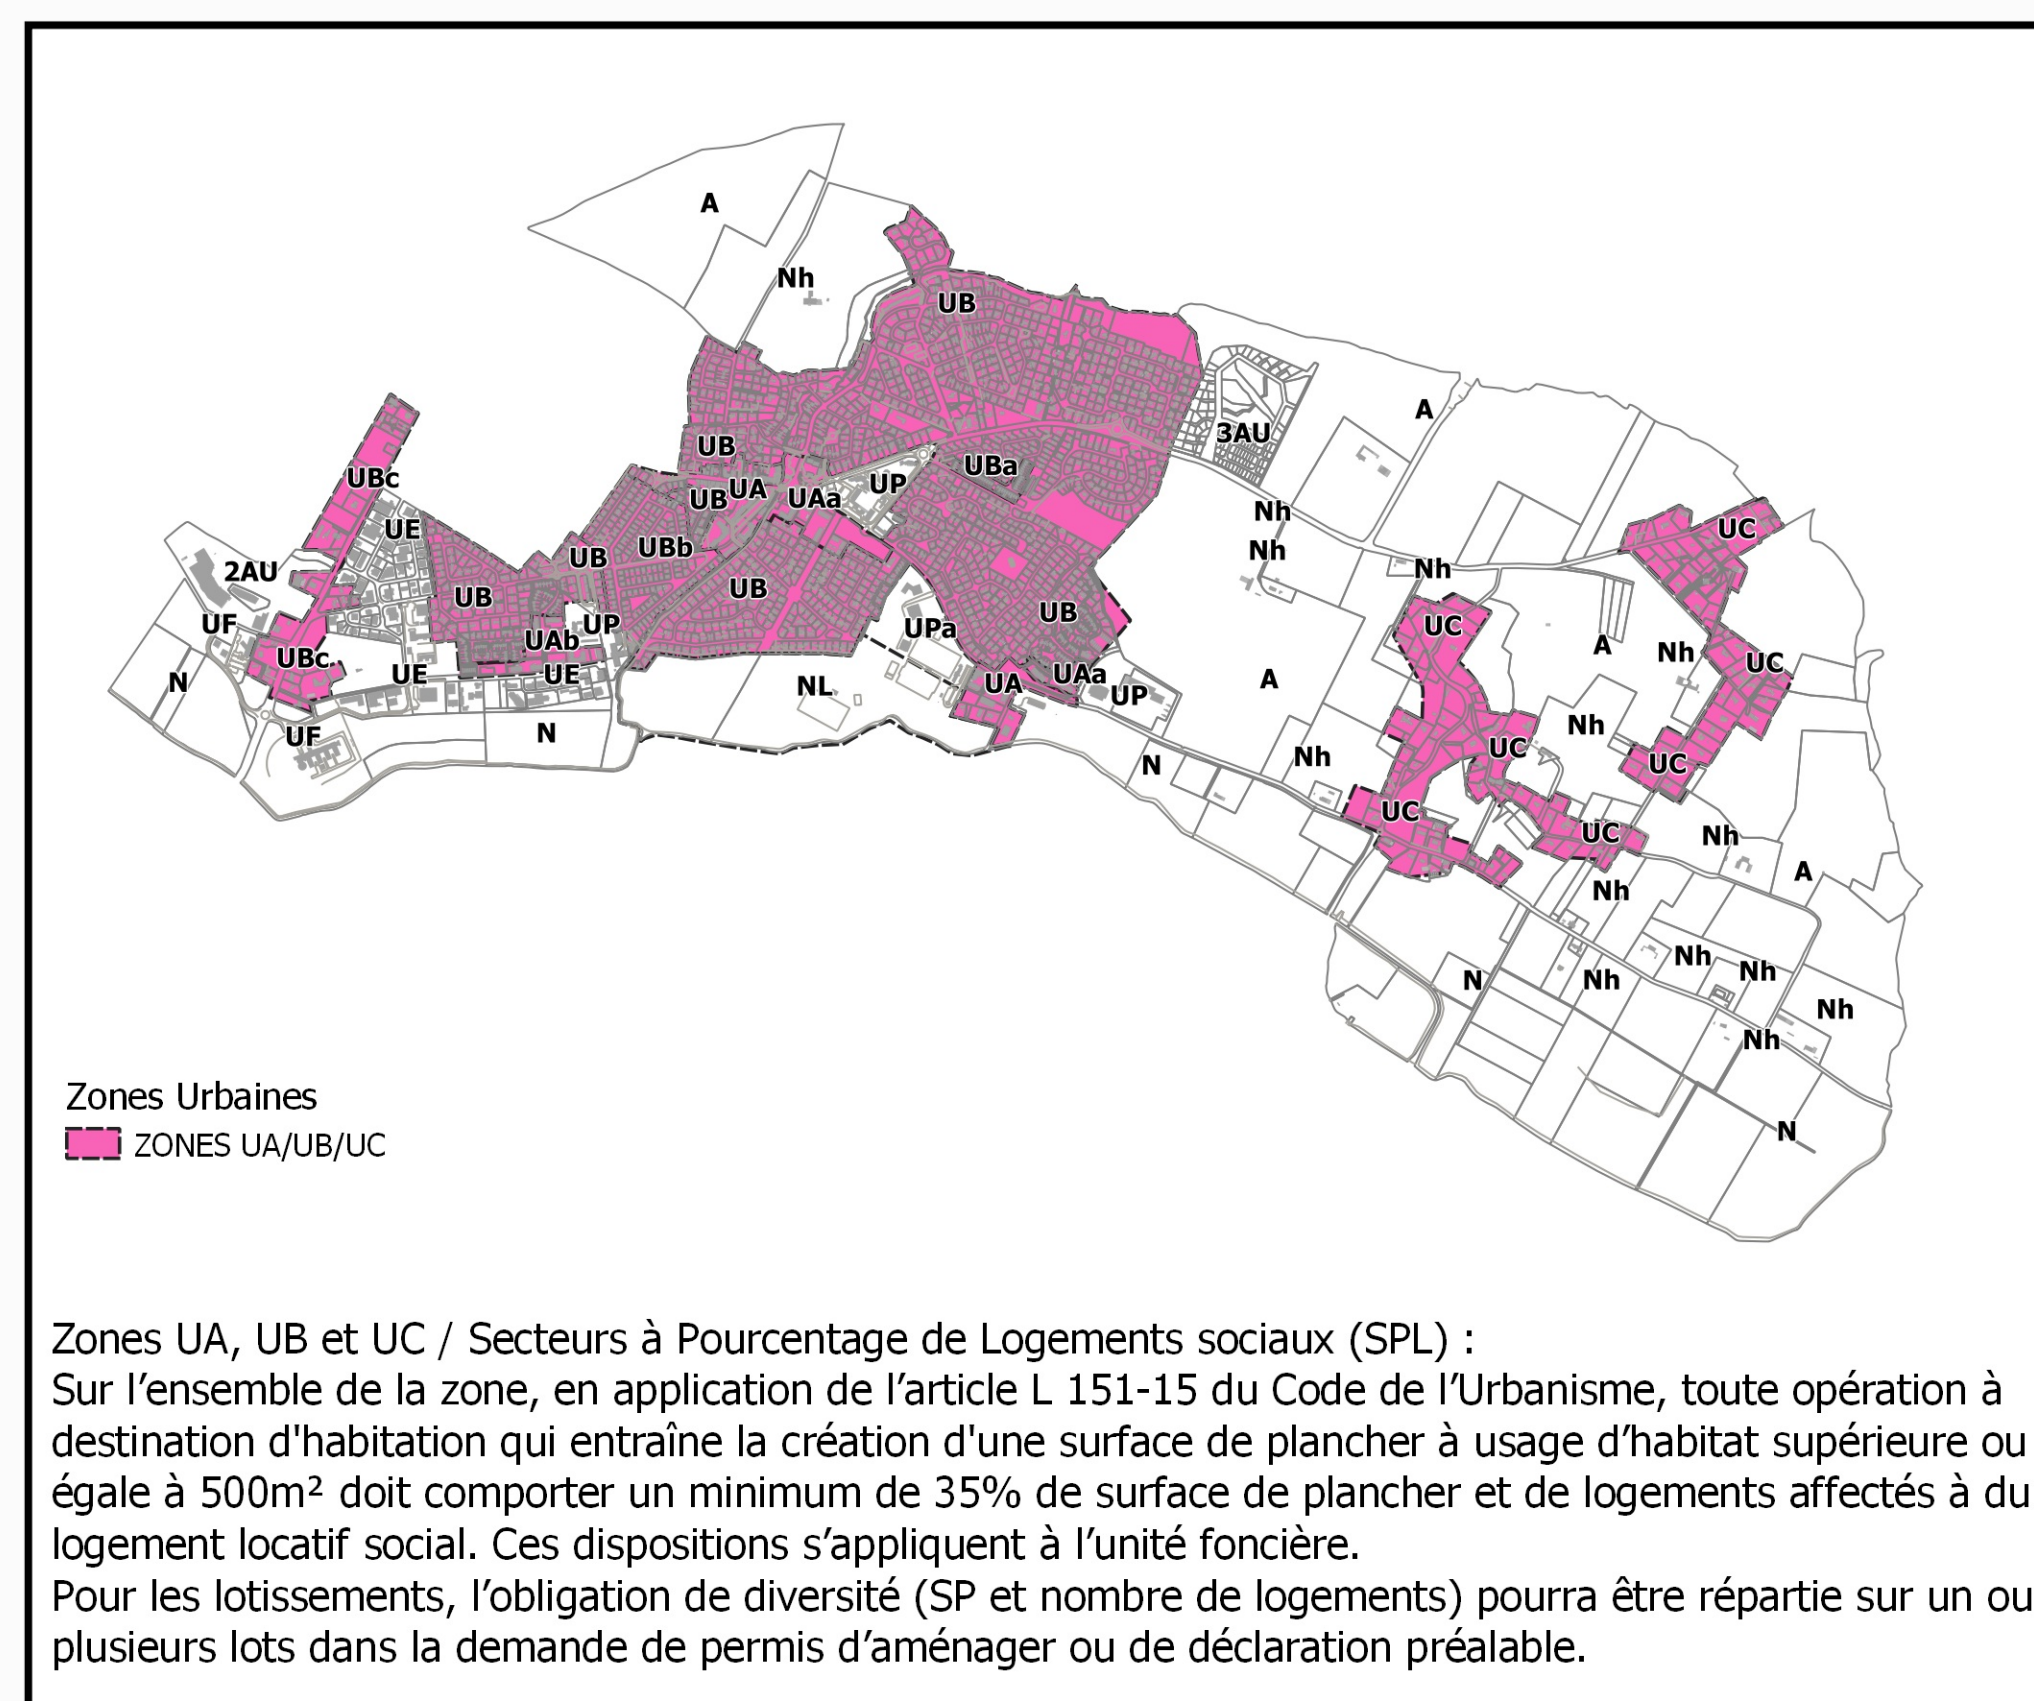 A
Nh
UB
A
3AU
UB
UBa
UBc
UP
UA
UAa
UB
Nh
UC
UE
UBb
Nh
UB
Nh
2AU
UB
UB
UB
UF
UP
UPa
UC
UAb
A
Nh
UBc
UC
UE
UE
UAa
N
NL
UA
A
UP
Nh
UF
N
UC
Nh
N
UC
UC
UC
Nh
A
Nh
Nh
Nh
N
Nh
Nh
Nh
N
Zones Urbaines
ZONES UA/UB/UC
Zones UA, UB et UC / Secteurs à Pourcentage de Logements sociaux (SPL) :
Sur l’ensemble de la zone, en application de l’article L 151-15 du Code de l’Urbanisme, toute opération à
destination d'habitation qui entraîne la création d'une surface de plancher à usage d’habitat supérieure ou
égale à 500m² doit comporter un minimum de 35% de surface de plancher et de logements affectés à du
logement locatif social. Ces dispositions s’appliquent à l’unité foncière.
Pour les lotissements, l’obligation de diversité (SP et nombre de logements) pourra être répartie sur un ou
plusieurs lots dans la demande de permis d’aménager ou de déclaration préalable.